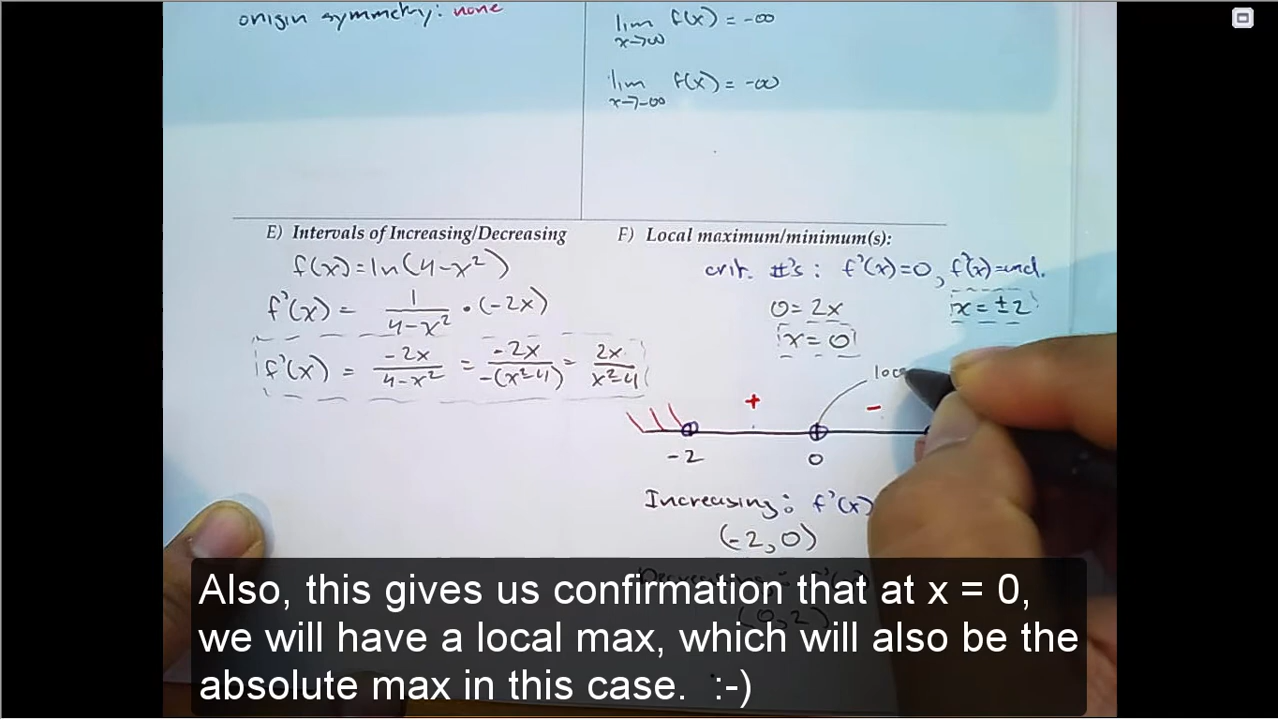 origin symmetry: none
lim f(x) = -∞
x→∞
lim f(x) = -∞
x→-∞
E) Intervals of Increasing/Decreasing
f(x)=ln(4-x²)
f'(x) = 1/(4-x²) • (-2x)
f'(x) = -2x/(4-x²) = -2x/-(x²-4) = 2x/(x²-4)
F) Local maximum/minimum(s):
crit. #'s : f'(x)=0, f'(x)=und.
0=2x
x=±2
x=0
loc
+
-
-2
0
Increasing: f'(x)
(-2,0)
(0,2)
Also, this gives us confirmation that at x = 0,
we will have a local max, which will also be the
absolute max in this case. :-)